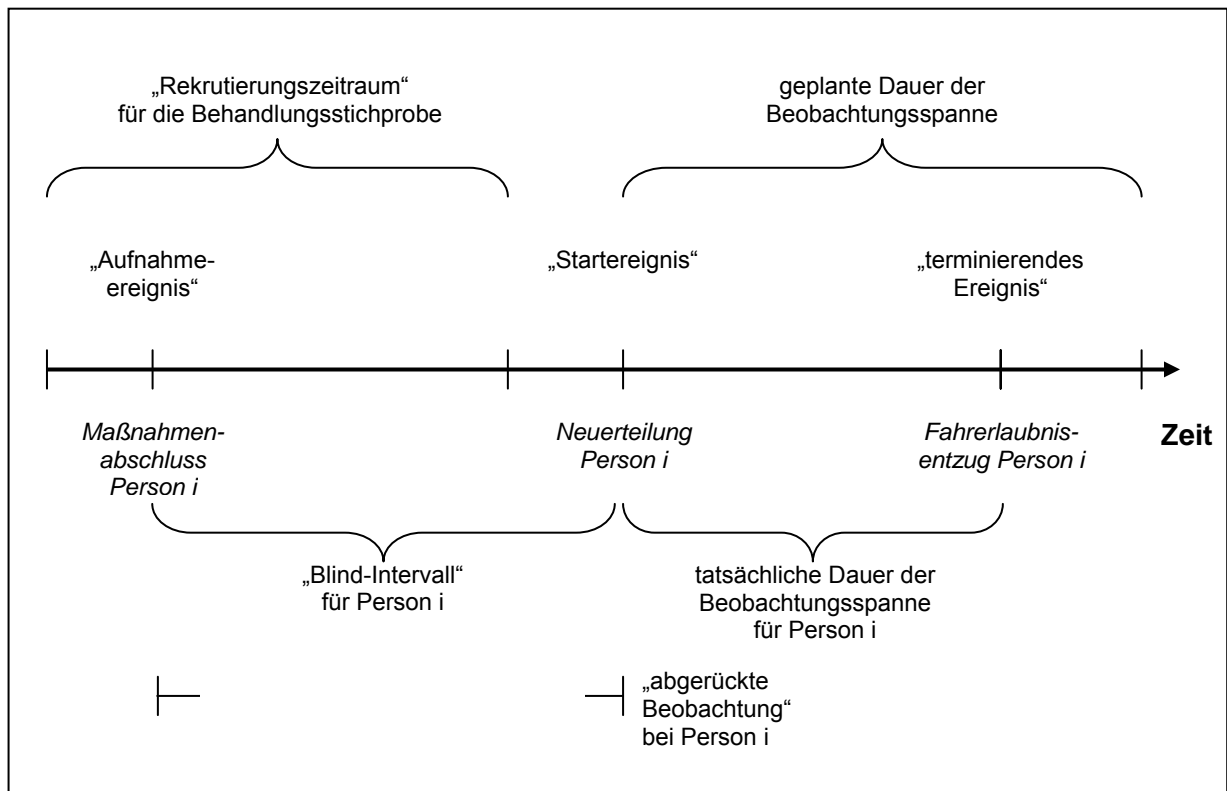 „Rekrutierungszeitraum“
für die Behandlungsstichprobe
geplante Dauer der
Beobachtungsspanne
„Aufnahme-
ereignis“
„Startereignis“
„terminierendes
Ereignis“
Maßnahmen-
abschluss
Person i
Neuerteilung
Person i
Fahrerlaubnis-
entzug Person i
Zeit
„Blind-Intervall“
für Person i
tatsächliche Dauer der
Beobachtungsspanne
für Person i
„abgerückte
Beobachtung“
bei Person i